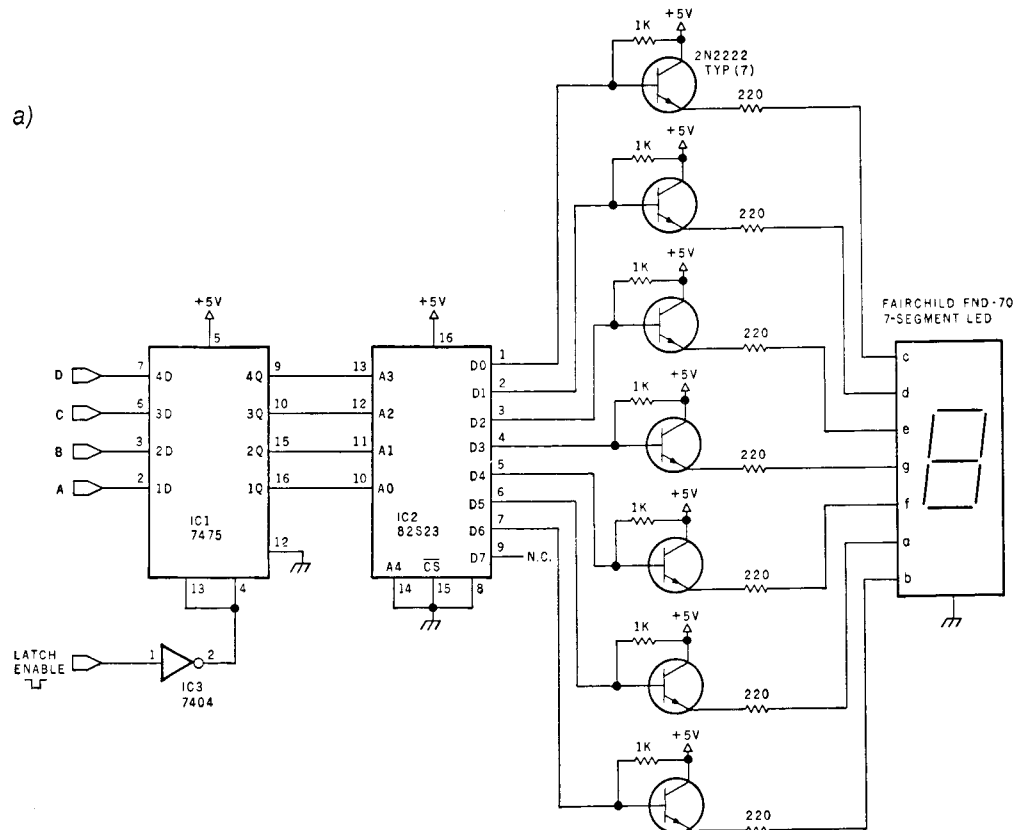 a)
+5V
1K
2N2222
TYP (7)
220
+5V
1K
220
+5V
1K
220
+5V
1K
220
+5V
1K
220
+5V
1K
220
+5V
1K
220
FAIRCHILD FND-70
7-SEGMENT LED
c
d
e
g
f
a
b
+5V
5
D 7 4D 4Q 9
C 6 3D 3Q 10
B 3 2D 2Q 15
A 2 1D 1Q 16
IC1
7475
12
13 4
LATCH
ENABLE
1 2
IC3
7404
+5V
16
13 A3
12 A2
11 A1
10 A0
IC2
82S23
A4 CS
14 15 8
D0 1
D1 2
D2 3
D3 4
D4 5
D5 6
D6 7
D7 9 N.C.